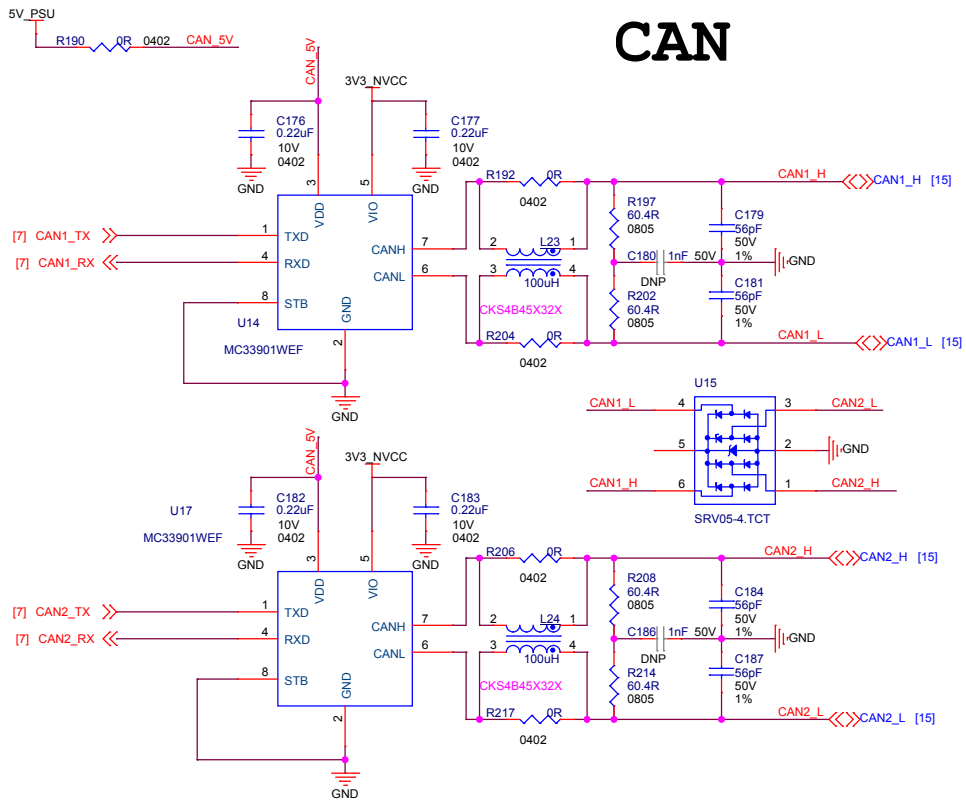 CAN
5V_PSU
R190 0R 0402 CAN_5V
CAN_5V
3V3_NVCC
C176
0.22uF
10V
0402
GND
C177
0.22uF
10V
0402
GND
3
VDD
5
VIO
[7] CAN1_TX
1
TXD
[7] CAN1_RX
4
RXD
8
STB
GND
2
CANH
7
CANL
6
U14
MC33901WEF
GND
R192 0R
0402
2 L23 1
3 4
100uH
CKS4B45X32X
R204 0R
0402
R197
60.4R
0805
C180 1nF 50V
DNP
R202
60.4R
0805
C179
56pF
50V
1%
GND
C181
56pF
50V
1%
CAN1_H
CAN1_H [15]
CAN1_L
CAN1_L [15]
U15
CAN1_L 4
3 CAN2_L
5
2 GND
CAN1_H 6
1 CAN2_H
SRV05-4.TCT
CAN_5V
3V3_NVCC
U17
MC33901WEF
C182
0.22uF
10V
0402
GND
C183
0.22uF
10V
0402
GND
3
VDD
5
VIO
[7] CAN2_TX
1
TXD
[7] CAN2_RX
4
RXD
8
STB
GND
2
CANH
7
CANL
6
GND
R206 0R
0402
2 L24 1
3 4
100uH
CKS4B45X32X
R217 0R
0402
R208
60.4R
0805
C186 1nF 50V
DNP
R214
60.4R
0805
C184
56pF
50V
1%
GND
C187
56pF
50V
1%
CAN2_H
CAN2_H [15]
CAN2_L
CAN2_L [15]